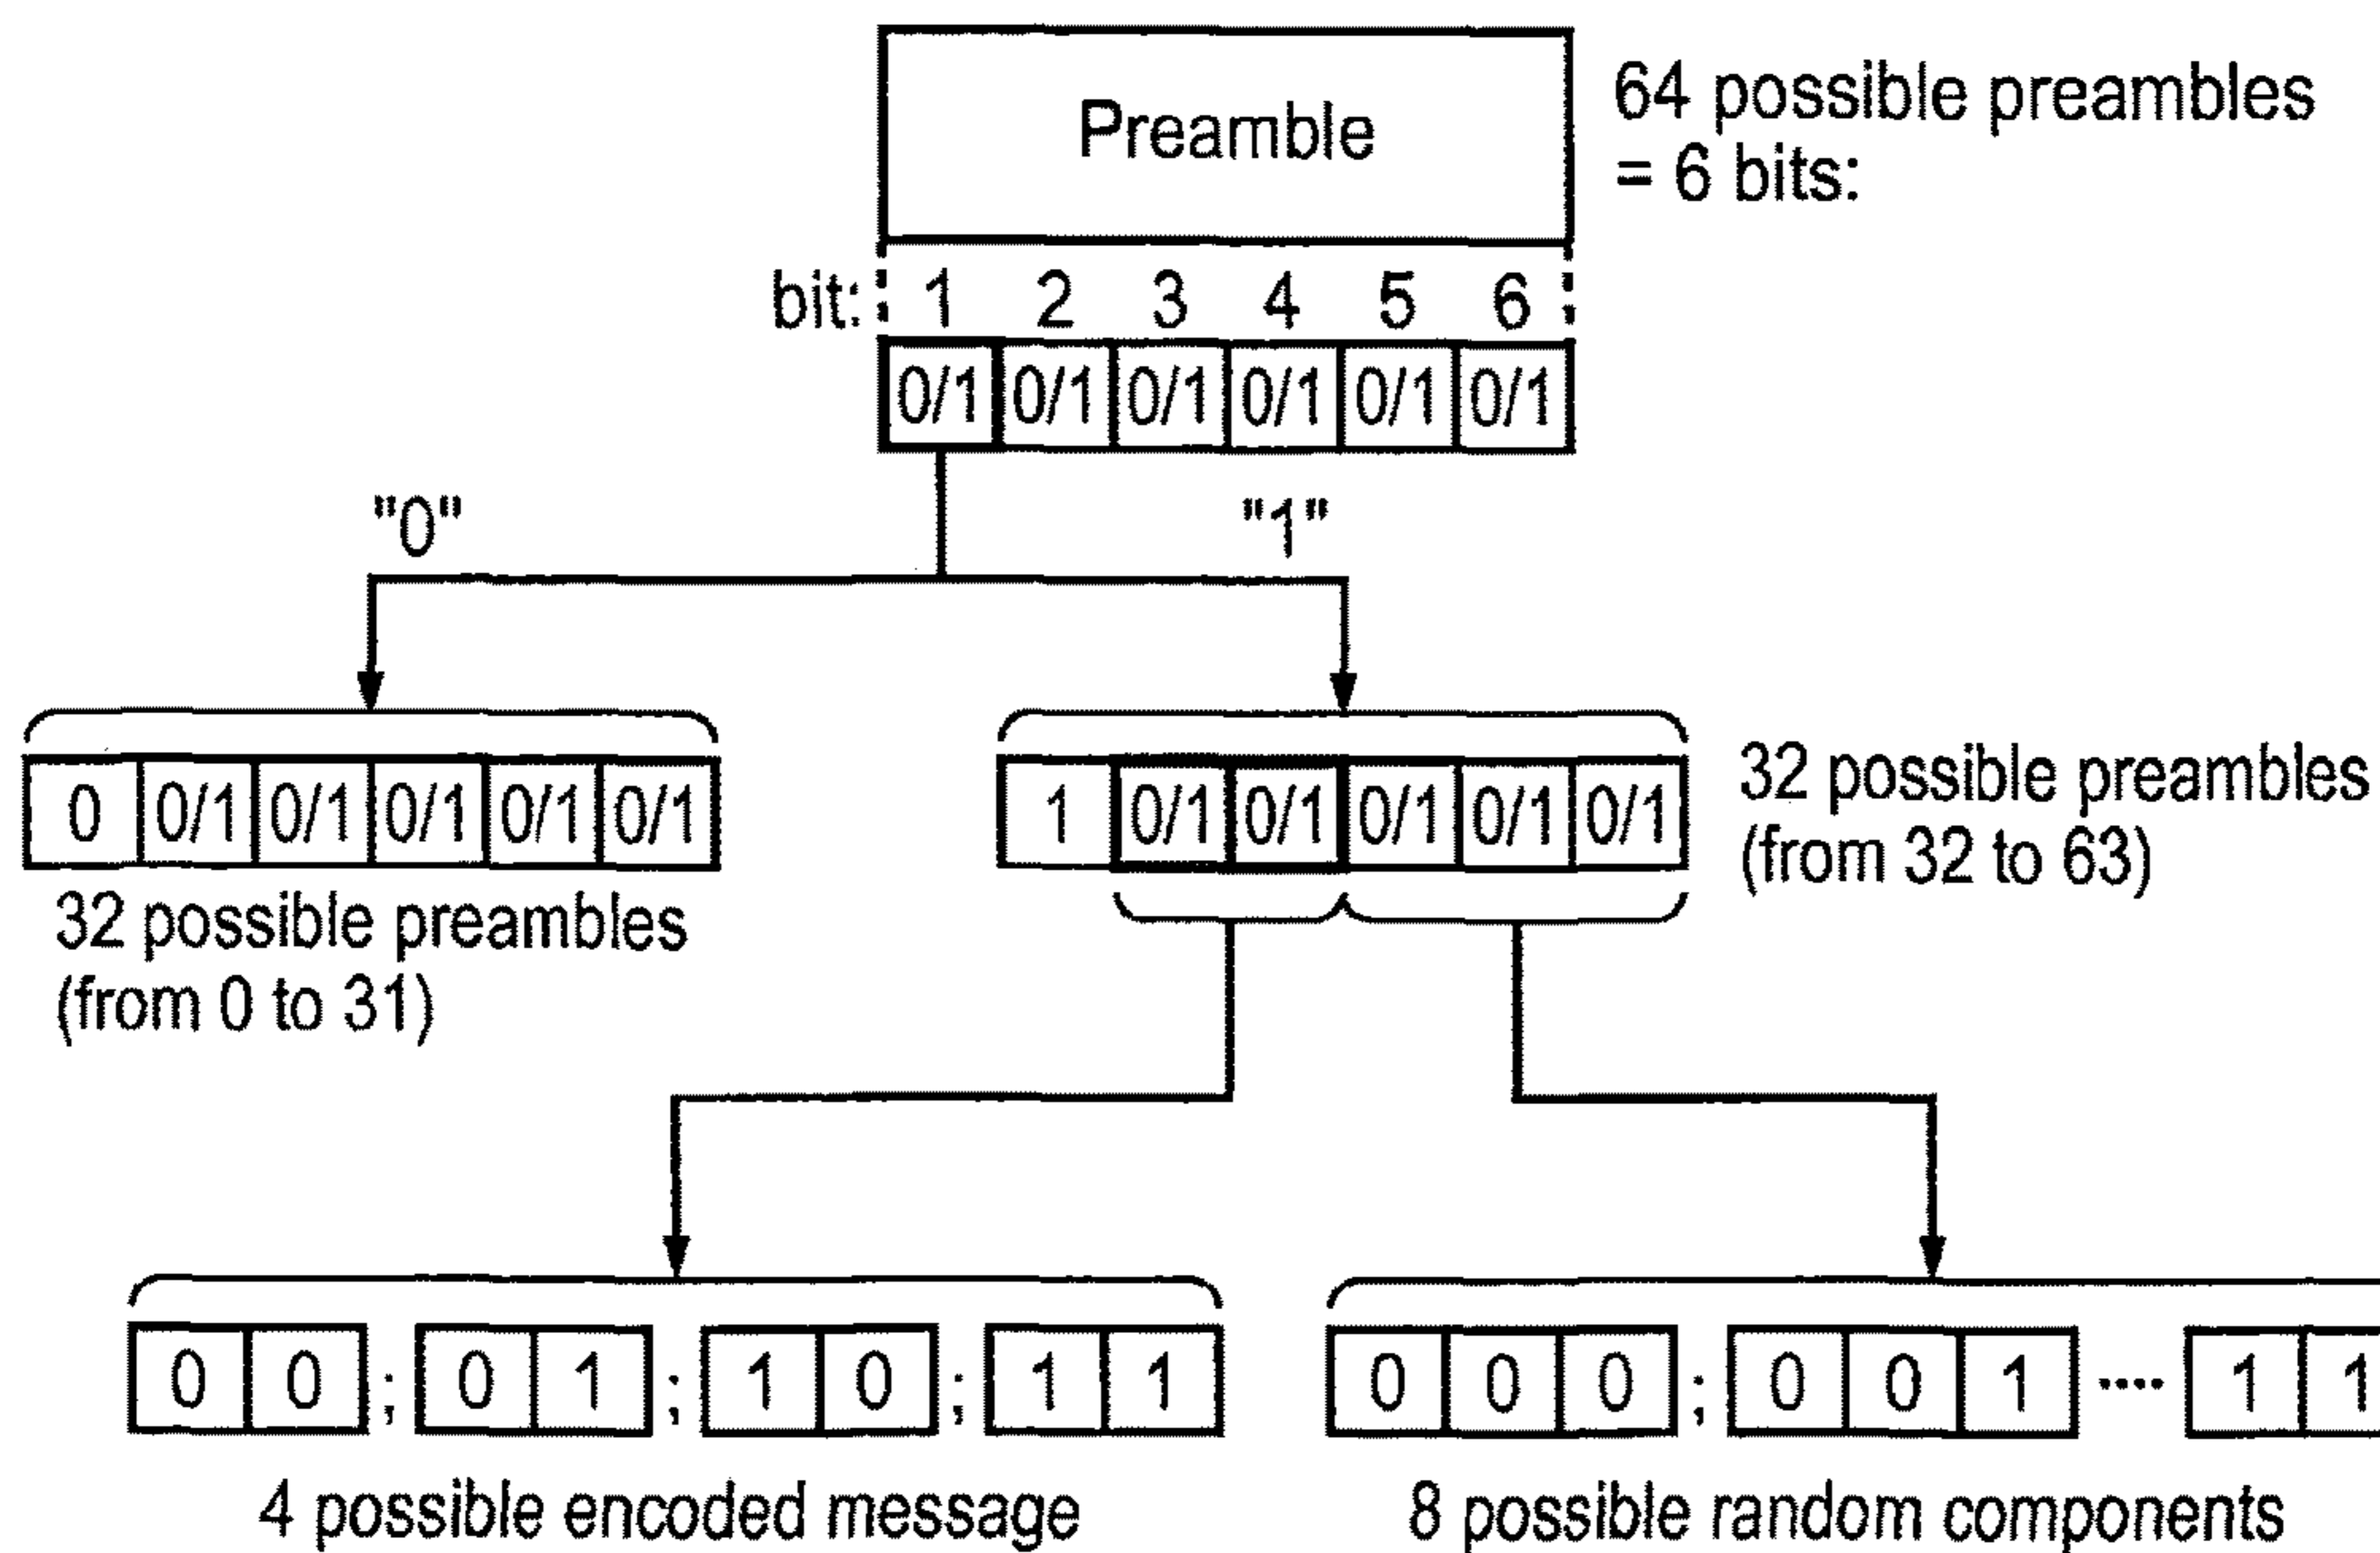 Preamble
64 possible preambles
= 6 bits:
bit: 1 2 3 4 5 6
0/1 0/1 0/1 0/1 0/1 0/1
"0" "1"
0 0/1 0/1 0/1 0/1 0/1
1 0/1 0/1 0/1 0/1 0/1
32 possible preambles
(from 32 to 63)
32 possible preambles
(from 0 to 31)
0 0 ; 0 1 ; 1 0 ; 1 1
0 0 0 ; 0 0 1 ---- 1 1
4 possible encoded message
8 possible random components